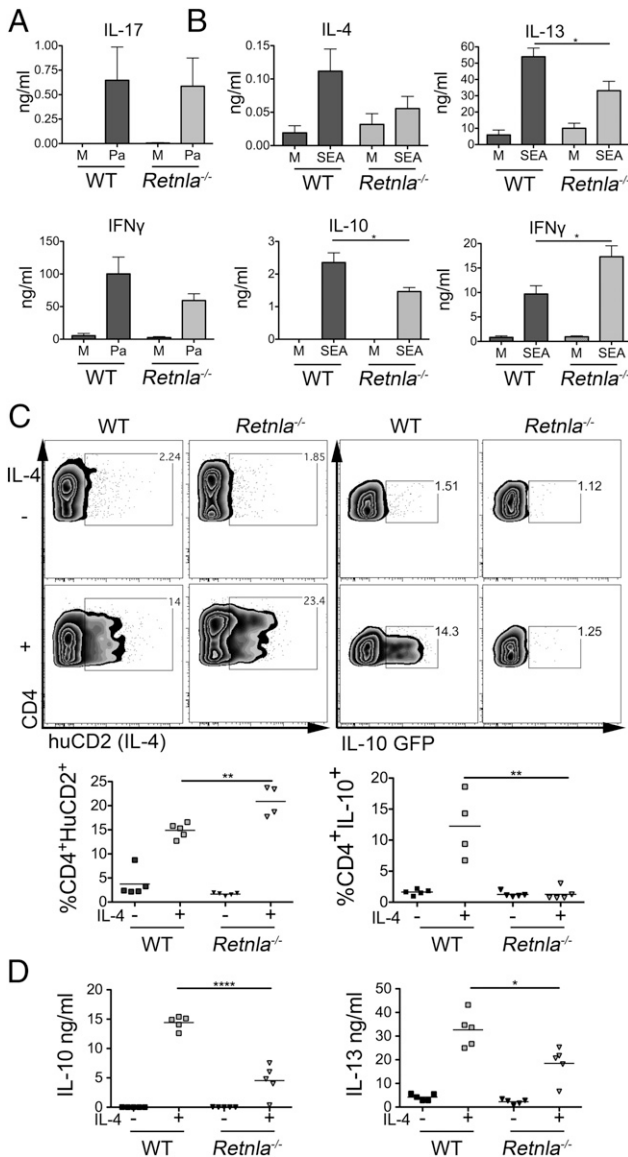 A
IL-17
ng/ml
1.00
0.75
0.50
0.25
0.00
M Pa M Pa
WT Retnla-/-
IFNγ
ng/ml
150
100
50
0
M Pa M Pa
WT Retnla-/-
B
IL-4
ng/ml
0.15
0.10
0.05
0.00
M SEA M SEA
WT Retnla-/-
IL-13
*
ng/ml
60
50
40
30
20
10
0
M SEA M SEA
WT Retnla-/-
IL-10
*
ng/ml
3
2
1
0
M SEA M SEA
WT Retnla-/-
IFNγ
*
ng/ml
20
15
10
5
0
M SEA M SEA
WT Retnla-/-
C
WT Retnla-/- WT Retnla-/-
IL-4
-
2.24 1.85 1.51 1.12
+
14 23.4 14.3 1.25
CD4
huCD2 (IL-4)
IL-10 GFP
%CD4+HuCD2+
25
20
15
10
5
0
**
IL-4 - + - +
WT Retnla-/-
%CD4+IL-10+
20
15
10
5
0
**
IL-4 - + - +
WT Retnla-/-
D
IL-10 ng/ml
20
15
10
5
0
****
IL-4 - + - +
WT Retnla-/-
IL-13 ng/ml
50
40
30
20
10
0
*
IL-4 - + - +
WT Retnla-/-